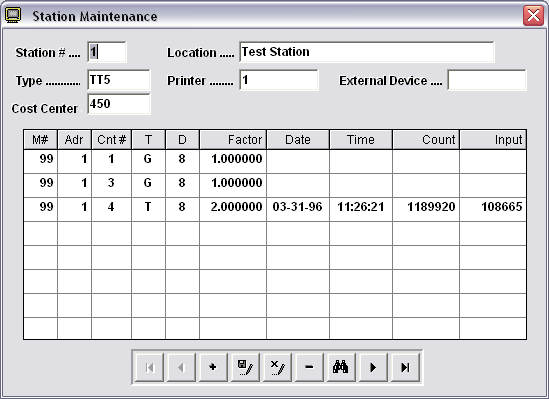 Station Maintenance
Station # .... 1 Location ..... Test Station
Type ............ TT5 Printer ........ 1 External Device ....
Cost Center 450
M# Adr Cnt # T D Factor Date Time Count Input
99 1 1 G 8 1.000000
99 1 3 G 8 1.000000
99 1 4 T 8 2.000000 03-31-96 11:26:21 1189920 108665